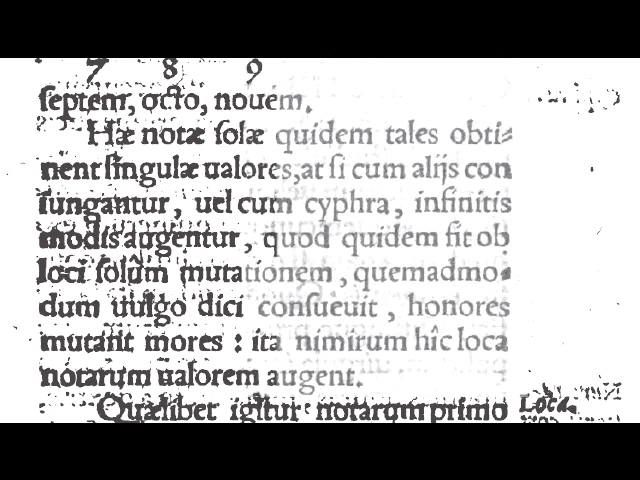 7 8 9
septem, octo, nouem.
Hæ notæ solæ quidem tales obti-
nent singulæ ualores, at si cum alijs con
iungantur, uel cum cyphra, infinitis
modis augentur, quod quidem fit ob
loci solùm mutationem, quemadmo-
dum uulgo dici consueuit, honores
mutant mores: ita nimirum hîc loca
notarum ualorem augent.
Quælibet igitur notarum primo
Loca.